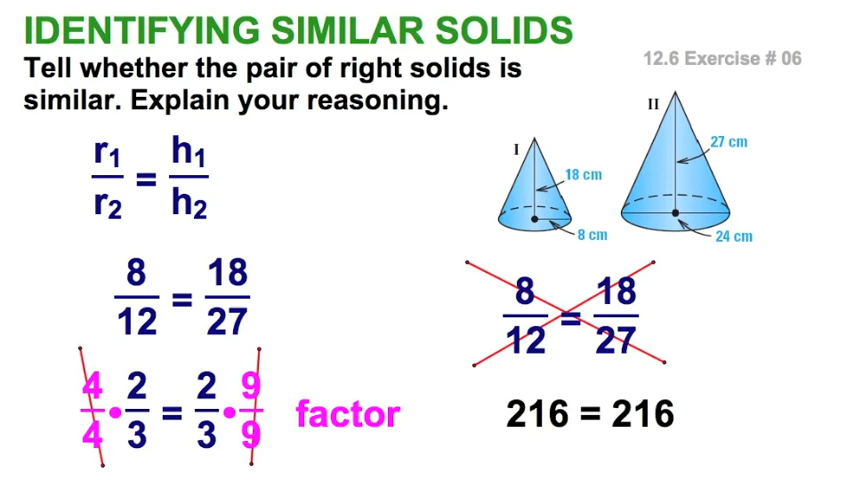 IDENTIFYING SIMILAR SOLIDS
12.6 Exercise # 06
Tell whether the pair of right solids is
similar. Explain your reasoning.
r₁/r₂ = h₁/h₂
I
18 cm
8 cm
II
27 cm
24 cm
8/12 = 18/27
4/4 • 2/3 = 2/3 • 9/9 factor
8/12 = 18/27
216 = 216